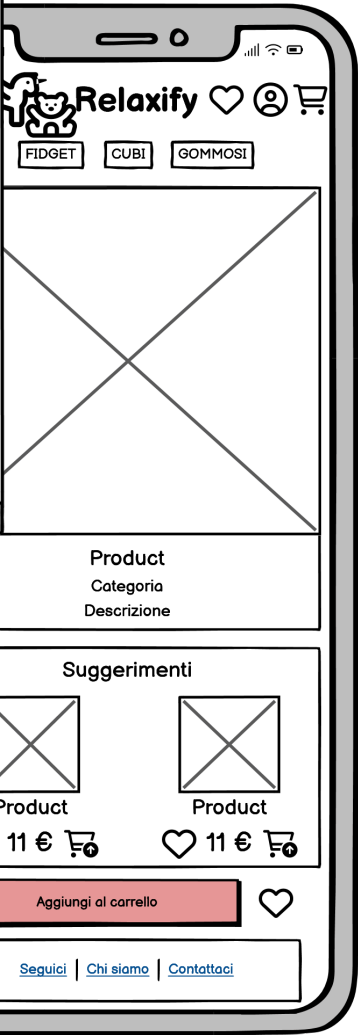 Relaxify
FIDGET CUBI GOMMOSI
Product
Categoria
Descrizione
Suggerimenti
Product Product
11 € 11 €
Aggiungi al carrello
Seguici Chi siamo Contattaci